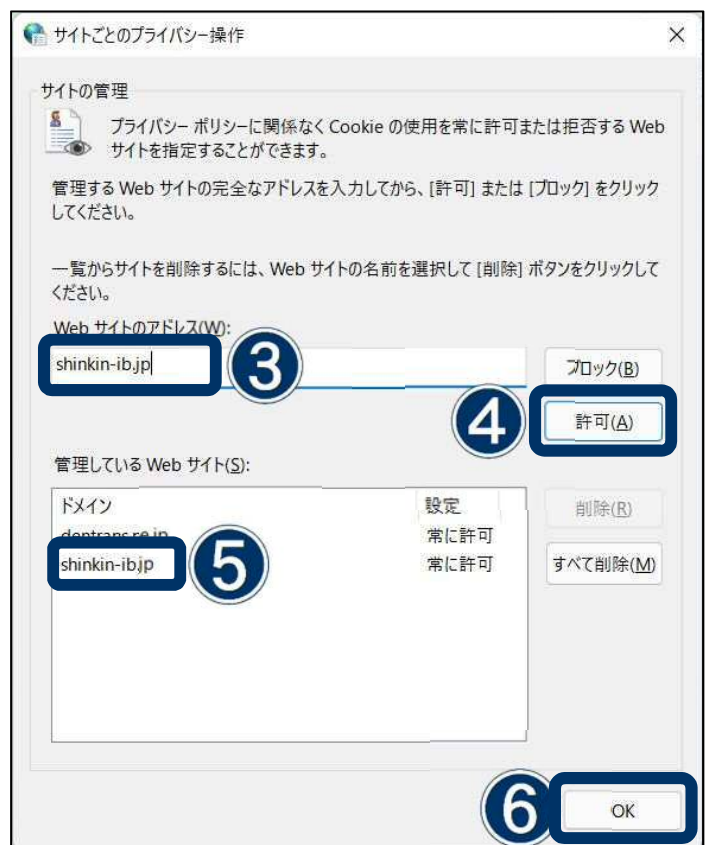 サイトごとのプライバシー操作
サイトの管理
プライバシー ポリシーに関係なく Cookie の使用を常に許可または拒否する Web
サイトを指定することができます。
管理する Web サイトの完全なアドレスを入力してから、[許可] または [ブロック] をクリック
してください。
一覧からサイトを削除するには、Web サイトの名前を選択して [削除] ボタンをクリックして
ください。
Web サイトのアドレス(W):
shinkin-ib.jp
3
ブロック(B)
4
許可(A)
管理している Web サイト(S):
ドメイン 設定
削除(R)
常に許可
shinkin-ib.jp 常に許可
5
すべて削除(M)
6
OK